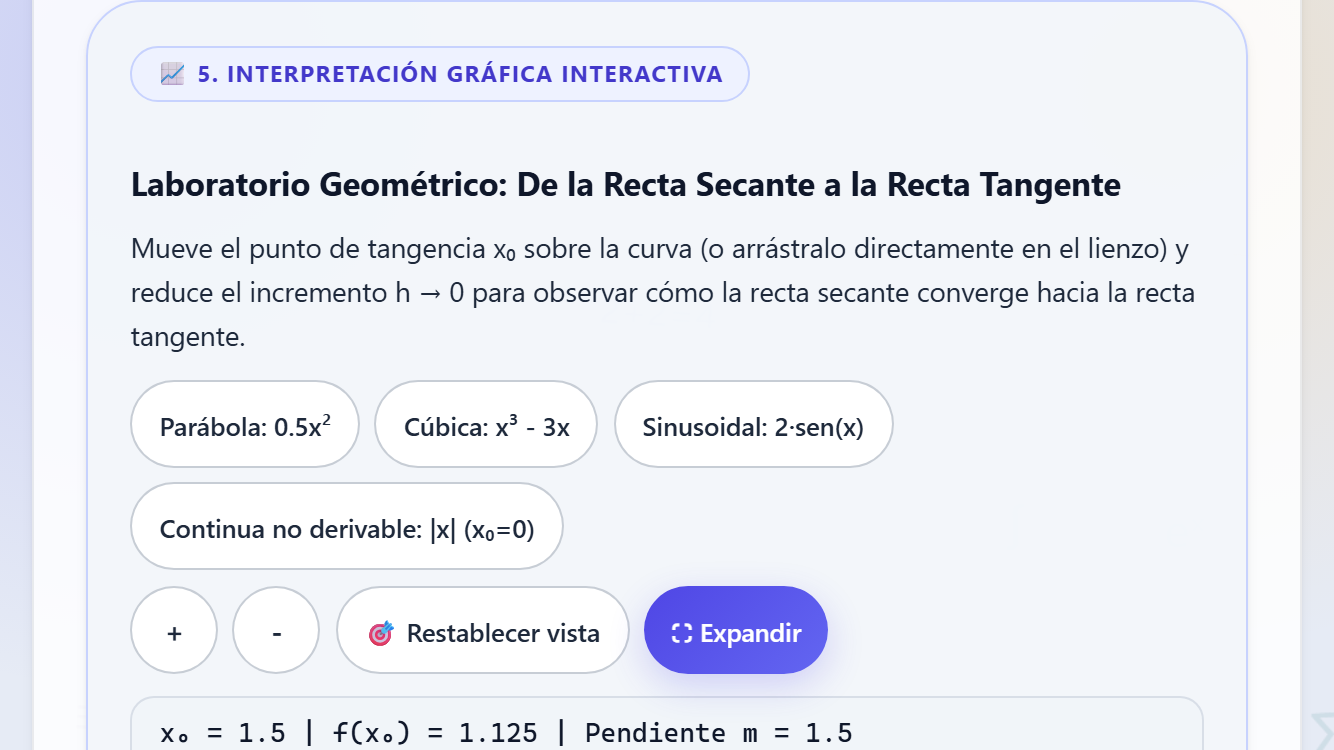 📈 5. INTERPRETACIÓN GRÁFICA INTERACTIVA
Laboratorio Geométrico: De la Recta Secante a la Recta Tangente
Mueve el punto de tangencia x₀ sobre la curva (o arrástralo directamente en el lienzo) y
reduce el incremento h → 0 para observar cómo la recta secante converge hacia la recta
tangente.
Parábola: 0.5x² Cúbica: x³ - 3x Sinusoidal: 2·sen(x)
Continua no derivable: |x| (x₀=0)
+ - 🎯 Restablecer vista ⛶ Expandir
x₀ = 1.5 | f(x₀) = 1.125 | Pendiente m = 1.5